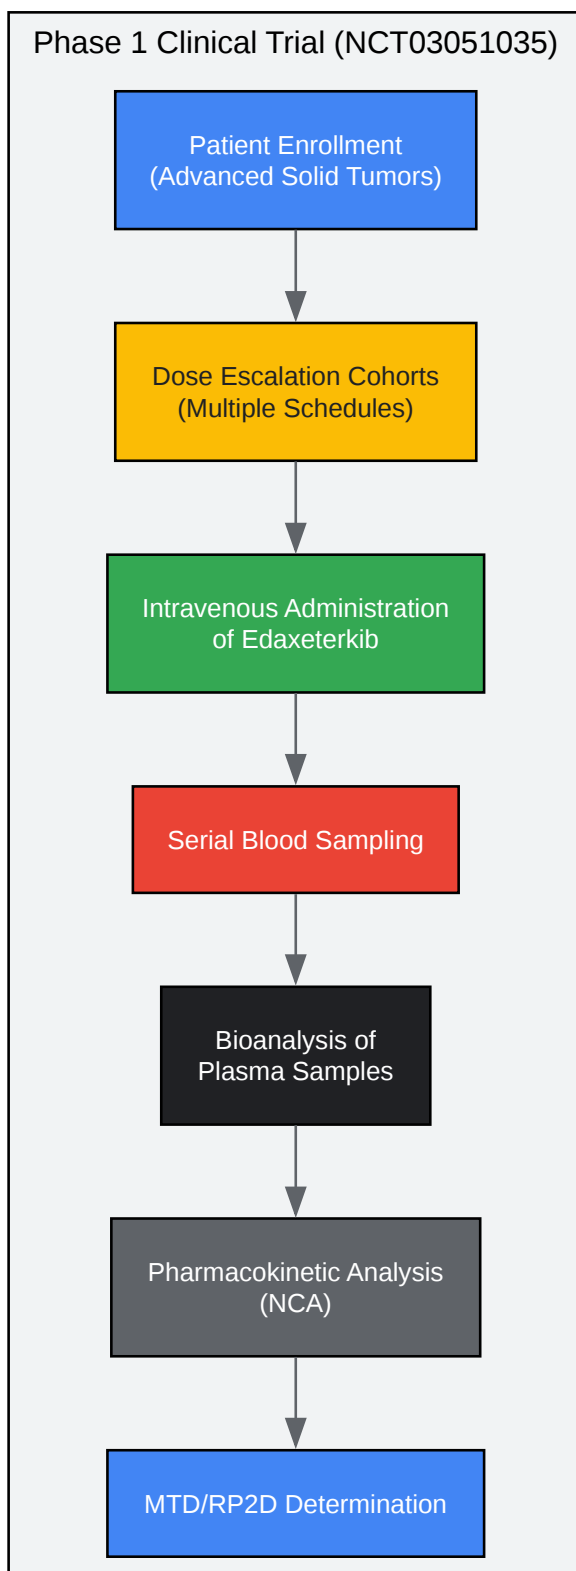 Phase 1 Clinical Trial (NCT03051035)
Patient Enrollment
(Advanced Solid Tumors)
Dose Escalation Cohorts
(Multiple Schedules)
Intravenous Administration
of Edaxeterkib
Serial Blood Sampling
Bioanalysis of
Plasma Samples
Pharmacokinetic Analysis
(NCA)
MTD/RP2D Determination